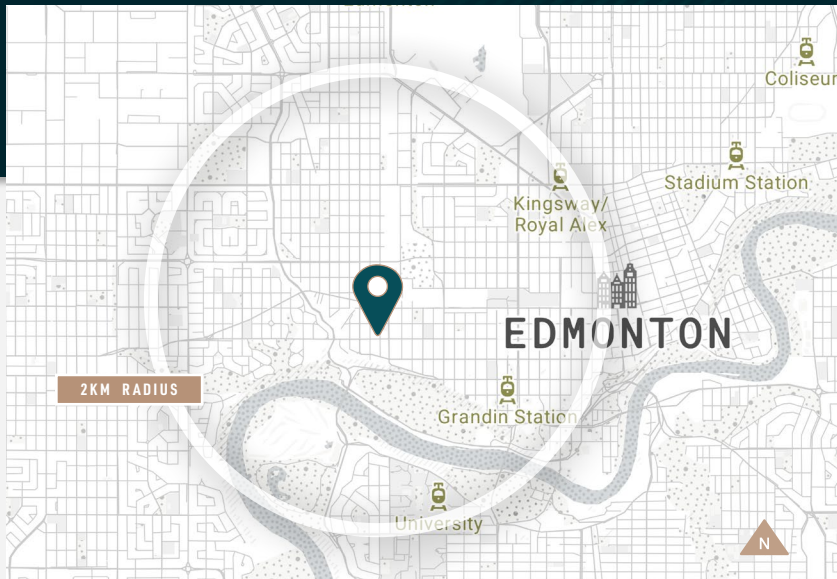 Coliseum
Stadium Station
Kingsway/
Royal Alex
EDMONTON
2KM RADIUS
Grandin Station
University
N